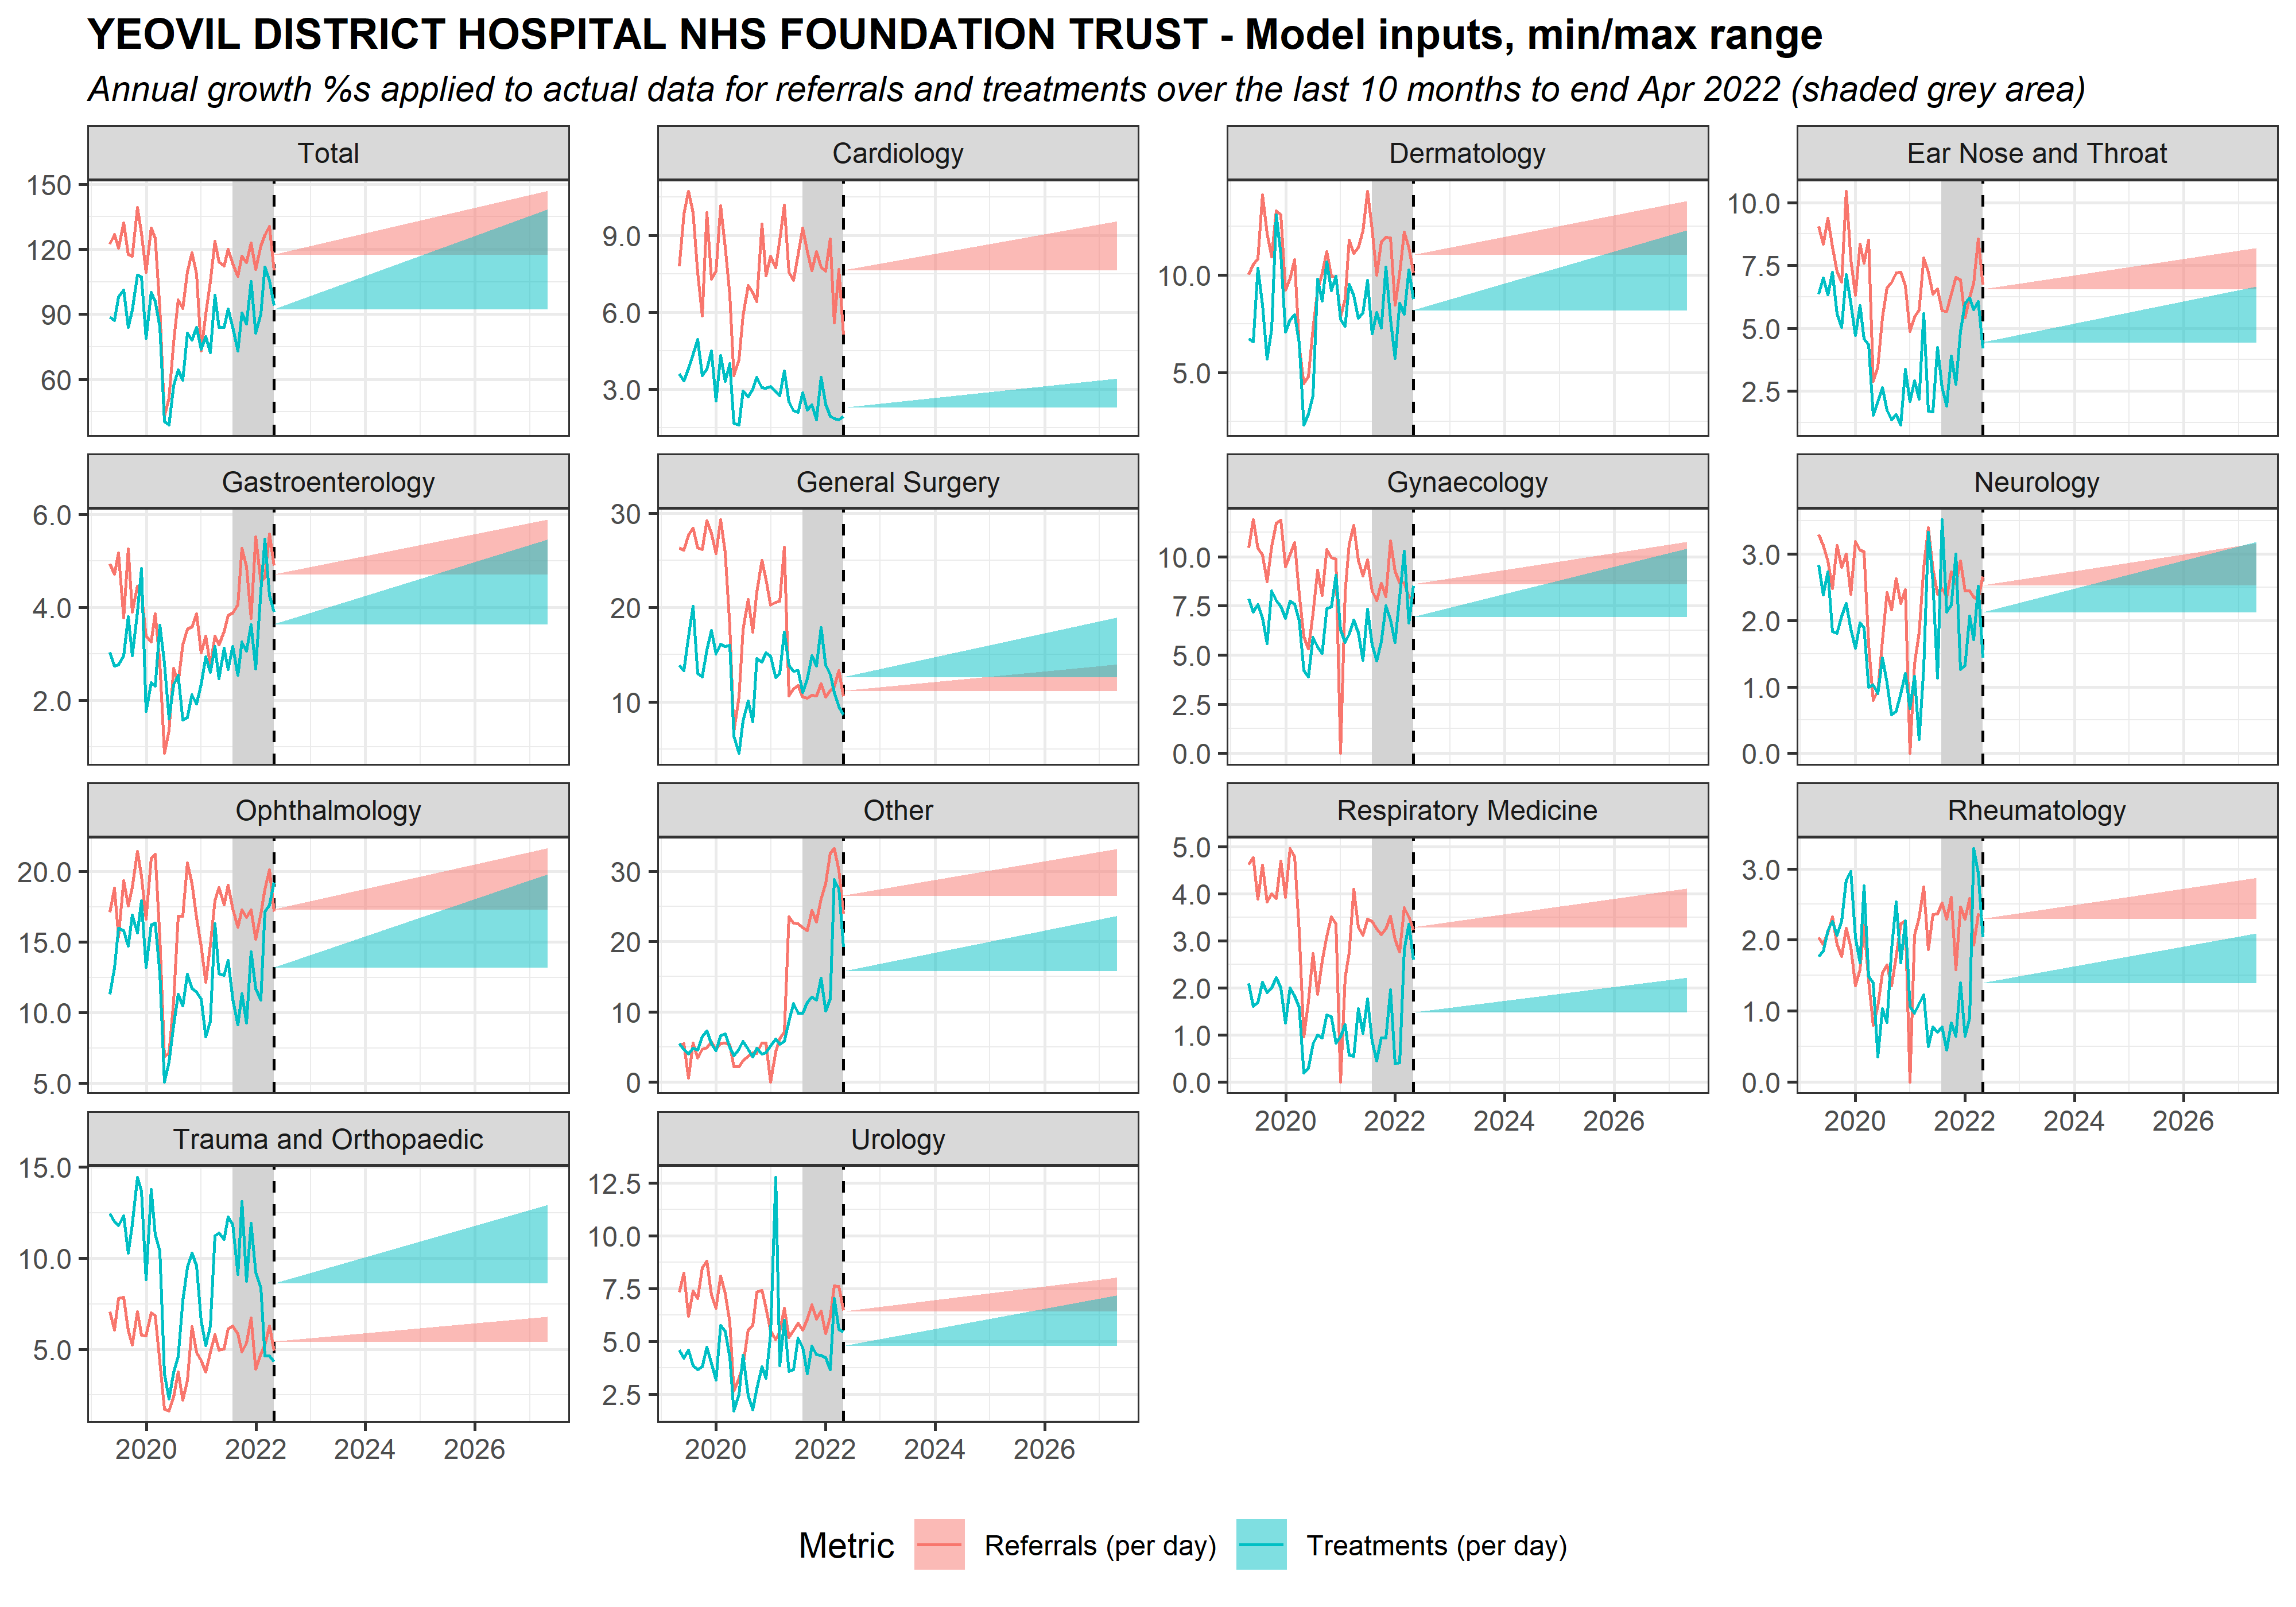 YEOVIL DISTRICT HOSPITAL NHS FOUNDATION TRUST - Model inputs, min/max range
Annual growth %s applied to actual data for referrals and treatments over the last 10 months to end Apr 2022 (shaded grey area)
Total
Cardiology
Dermatology
Ear Nose and Throat
150
120
90
60
9.0
6.0
3.0
10.0
5.0
10.0
7.5
5.0
2.5
Gastroenterology
General Surgery
Gynaecology
Neurology
6.0
4.0
2.0
30
20
10
10.0
7.5
5.0
2.5
0.0
3.0
2.0
1.0
0.0
Ophthalmology
Other
Respiratory Medicine
Rheumatology
20.0
15.0
10.0
5.0
30
20
10
0
5.0
4.0
3.0
2.0
1.0
0.0
3.0
2.0
1.0
0.0
2020 2022 2024 2026
2020 2022 2024 2026
Trauma and Orthopaedic
Urology
15.0
10.0
5.0
12.5
10.0
7.5
5.0
2.5
2020 2022 2024 2026
2020 2022 2024 2026
Metric Referrals (per day) Treatments (per day)